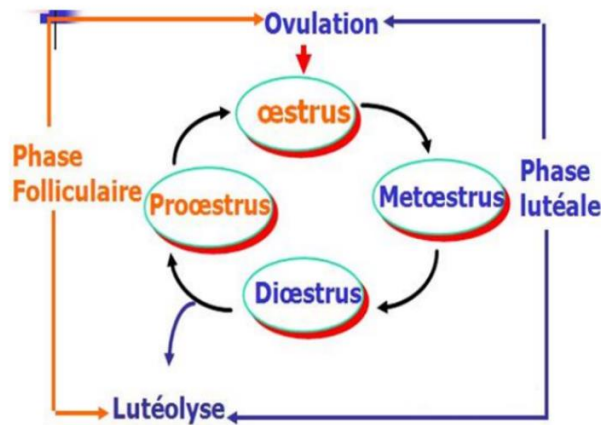 Ovulation
œstrus
Phase
Folliculaire
Proœstrus
Metœstrus
Phase
lutéale
Diœstrus
Lutéolyse